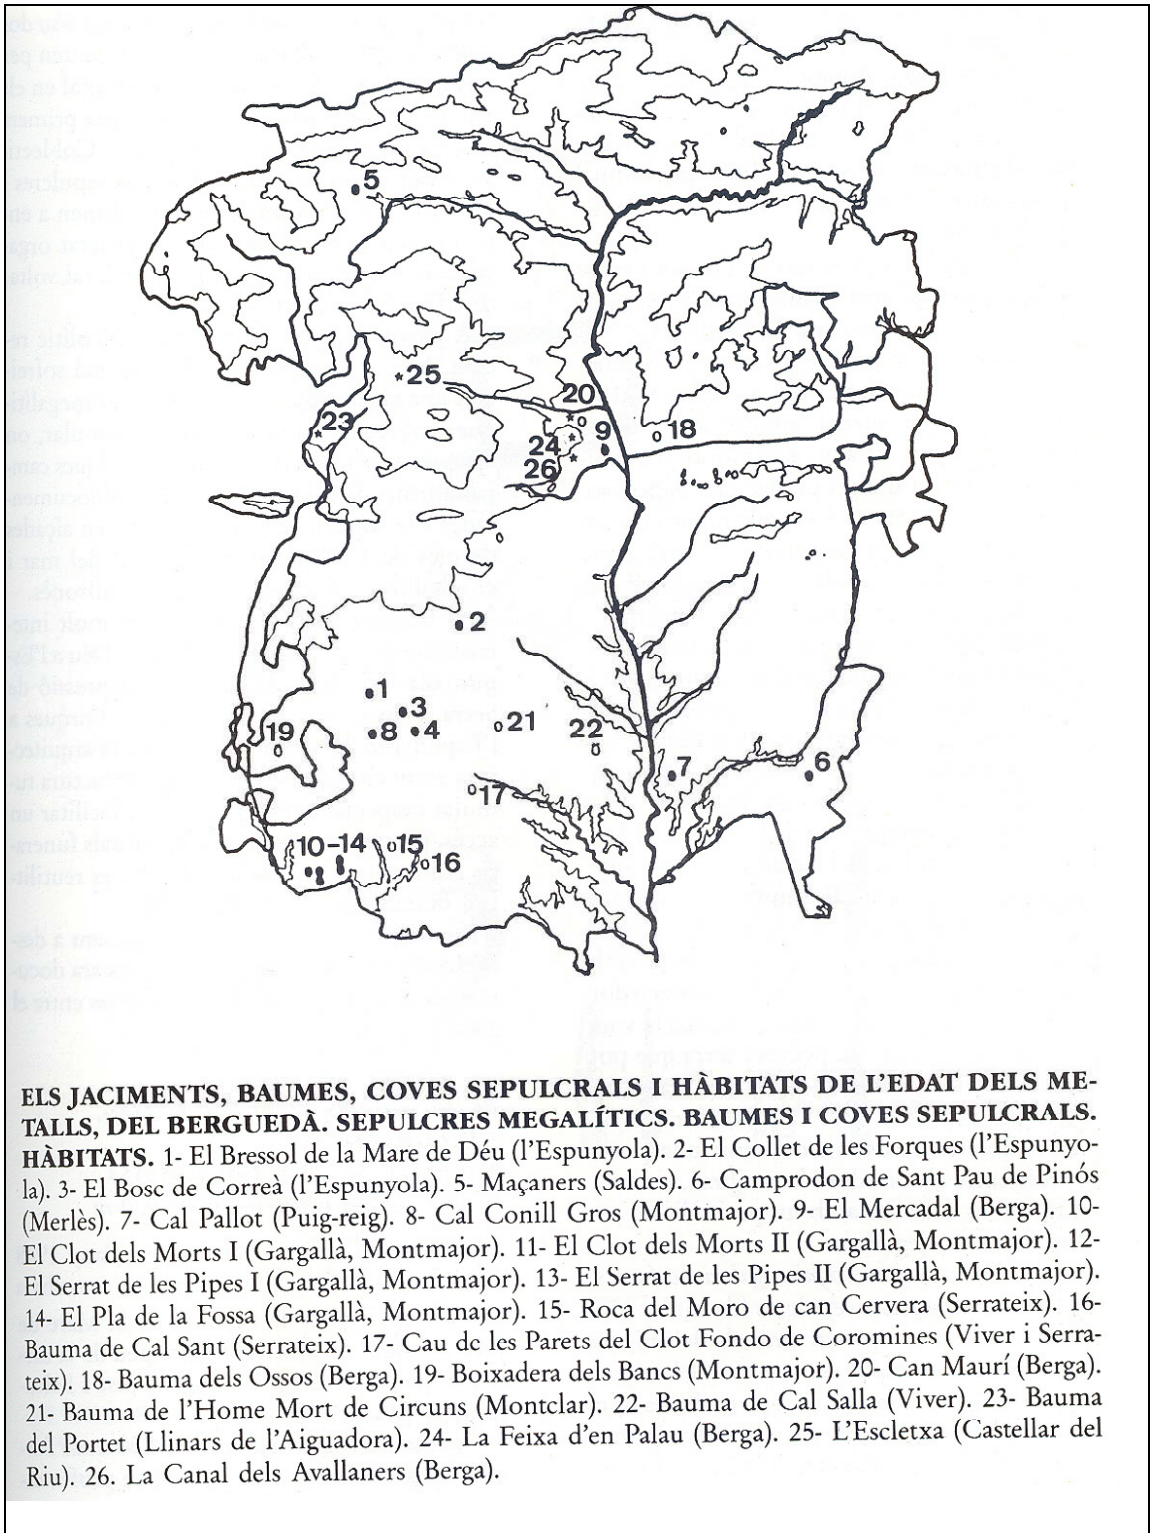 5
25
23
20
24
9
18
26
2
1
3
8
4
19
21
22
7
6
17
10-14
15
16
ELS JACIMENTS, BAUMES, COVES SEPULCRALS I HÀBITATS DE L'EDAT DELS ME-
TALLS, DEL BERGUEDÀ. SEPULCRES MEGALÍTICS. BAUMES I COVES SEPULCRALS.
HÀBITATS. 1- El Bressol de la Mare de Déu (l'Espunyola). 2- El Collet de les Forques (l'Espunyo-
la). 3- El Bosc de Correà (l'Espunyola). 5- Maçaners (Saldes). 6- Camprodon de Sant Pau de Pinós
(Merlès). 7- Cal Pallot (Puig-reig). 8- Cal Conill Gros (Montmajor). 9- El Mercadal (Berga). 10-
El Clot dels Morts I (Gargallà, Montmajor). 11- El Clot dels Morts II (Gargallà, Montmajor). 12-
El Serrat de les Pipes I (Gargallà, Montmajor). 13- El Serrat de les Pipes II (Gargallà, Montmajor).
14- El Pla de la Fossa (Gargallà, Montmajor). 15- Roca del Moro de can Cervera (Serrateix). 16-
Bauma de Cal Sant (Serrateix). 17- Cau de les Parets del Clot Fondo de Coromines (Viver i Serra-
teix). 18- Bauma dels Ossos (Berga). 19- Boixadera dels Bancs (Montmajor). 20- Can Maurí (Berga).
21- Bauma de l'Home Mort de Circuns (Montclar). 22- Bauma de Cal Salla (Viver). 23- Bauma
del Portet (Llinars de l'Aiguadora). 24- La Feixa d'en Palau (Berga). 25- L'Escletxa (Castellar del
Riu). 26. La Canal dels Avallaners (Berga).